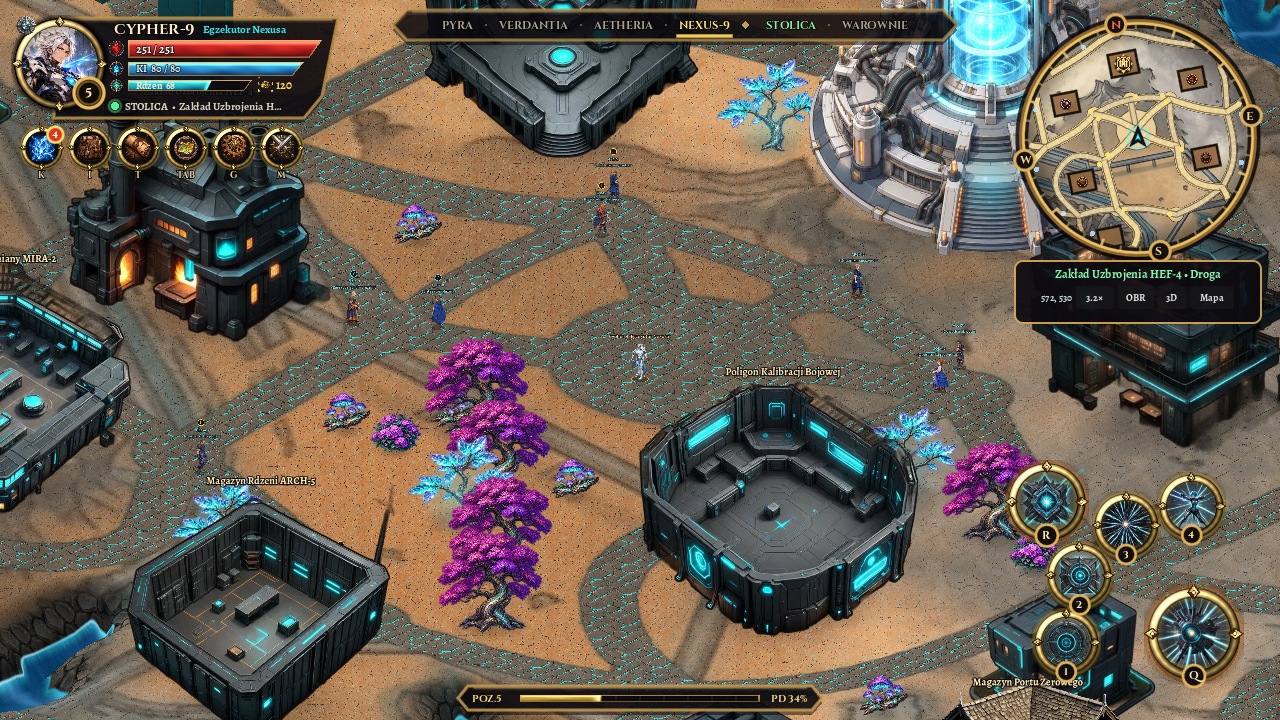 CYPHER-9 Egzekutor Nexusa
251 / 251
KI 80 / 80
Rdzeń 68
120
5
STOLICA • Zakład Uzbrojenia H...
4
K I T TAB G M
PYRA • VERDANTIA • AETHERIA • NEXUS-9 ◆ STOLICA • WAROWNIE
N
E
W
S
Zakład Uzbrojenia HEF-4 • Droga
572, 530 3.2× OBR 3D Mapa
miany MIRA-2
Poligon Kalibracji Bojowej
Magazyn Rdzeni ARCH-5
R
3
4
2
1
Q
Magazyn Portu Zerowego
POZ.5 PD 34%